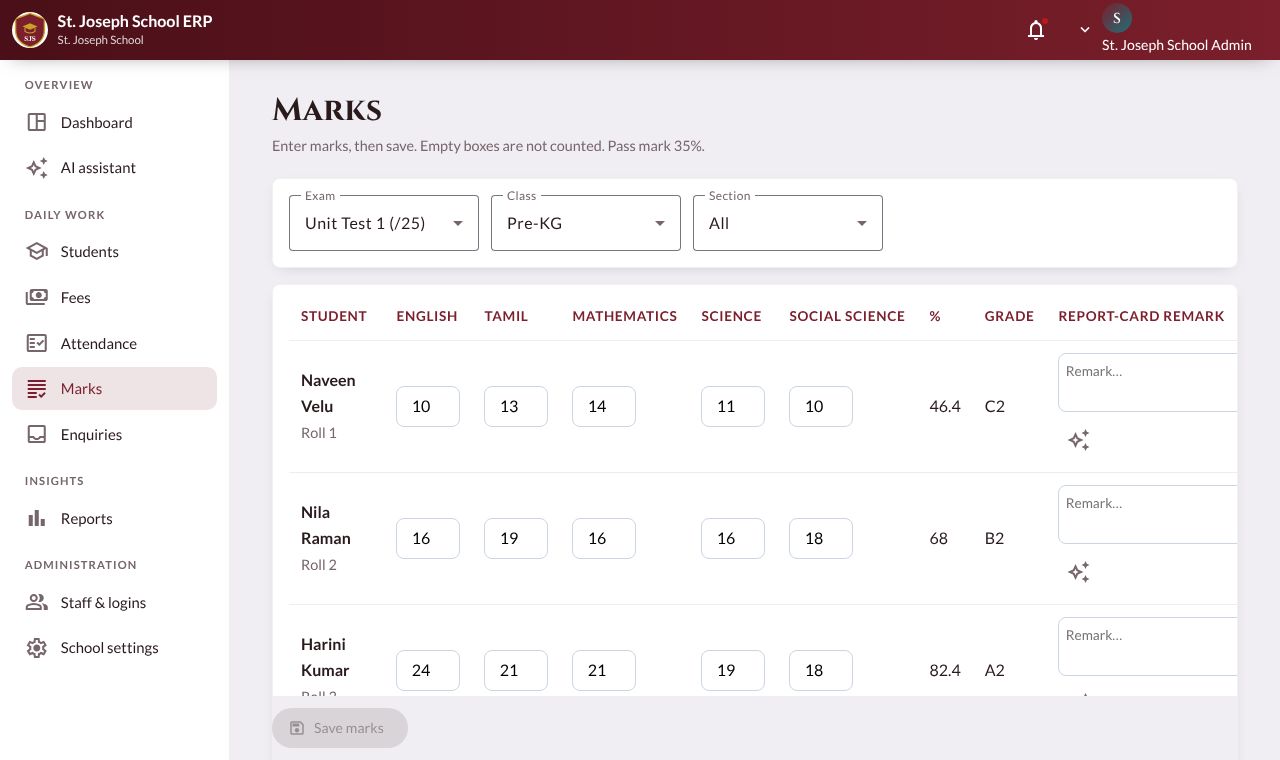 SJS
St. Joseph School ERP
St. Joseph School
S
St. Joseph School Admin
OVERVIEW
Dashboard
AI assistant
DAILY WORK
Students
Fees
Attendance
Marks
Enquiries
INSIGHTS
Reports
ADMINISTRATION
Staff & logins
School settings
Marks
Enter marks, then save. Empty boxes are not counted. Pass mark 35%.
Exam Class Section
Unit Test 1 (/25) Pre-KG All
STUDENT ENGLISH TAMIL MATHEMATICS SCIENCE SOCIAL SCIENCE % GRADE REPORT-CARD REMARK
Naveen
Velu
Roll 1
10 13 14 11 10 46.4 C2 Remark...
Nila
Raman
Roll 2
16 19 16 16 18 68 B2 Remark...
Harini
Kumar
24 21 21 19 18 82.4 A2 Remark...
Save marks